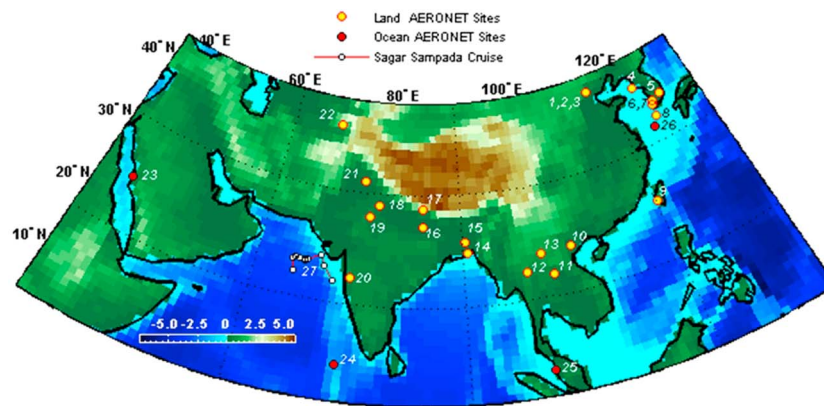 Land AERONET Sites
Ocean AERONET Sites
Sagar Sampada Cruise
40°N
40°E
60°E
80°E
100°E
120°E
30°N
20°N
10°N
1,2,3
4
5
6,7
8
26
9
22
21
23
18
17
19
16
15
14
13
10
12
11
27
20
24
25
-5.0 -2.5 0 2.5 5.0